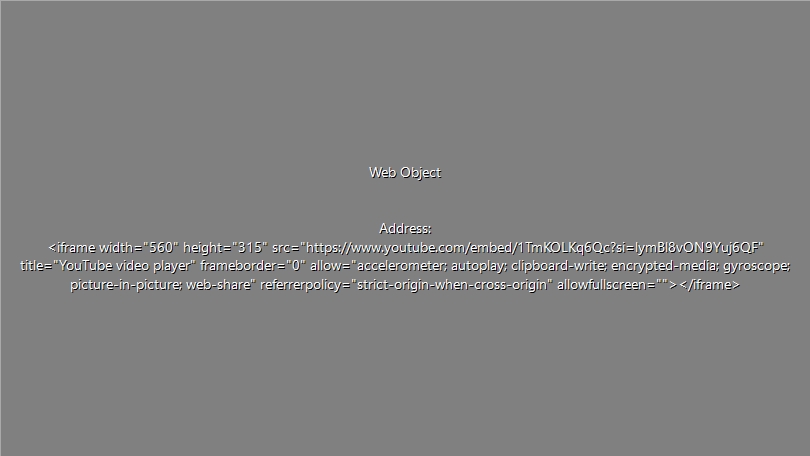 Web Object
Address:
<iframe width="560" height="315" src="https://www.youtube.com/embed/1TmKOLKq6Qc?si=lymBl8vON9Yuj6QF"
title="YouTube video player" frameborder="0" allow="accelerometer; autoplay; clipboard-write; encrypted-media; gyroscope;
picture-in-picture; web-share" referrerpolicy="strict-origin-when-cross-origin" allowfullscreen=""></iframe>